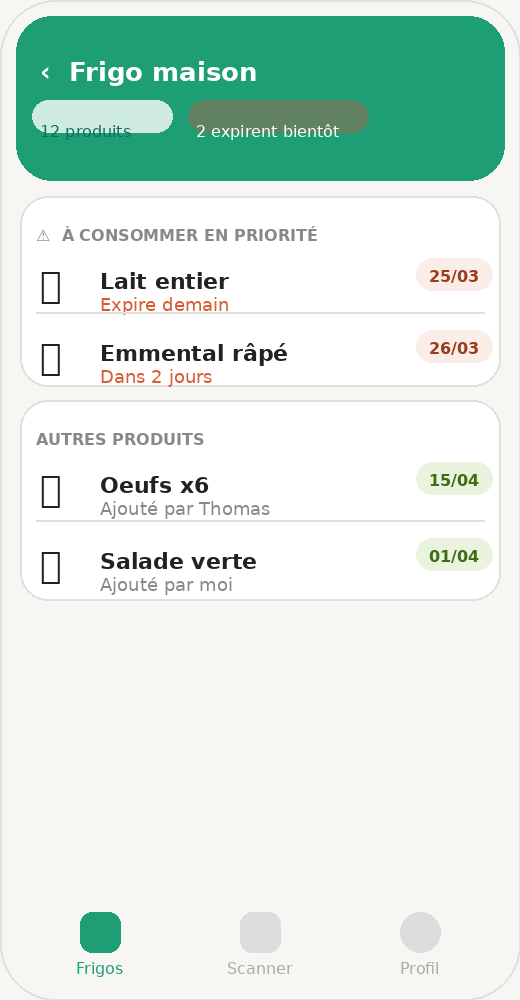 ‹ Frigo maison
12 produits
2 expirent bientôt
⚠ À CONSOMMER EN PRIORITÉ
Lait entier
25/03
Expire demain
Emmental râpé
26/03
Dans 2 jours
AUTRES PRODUITS
Oeufs x6
15/04
Ajouté par Thomas
Salade verte
01/04
Ajouté par moi
Frigos
Scanner
Profil